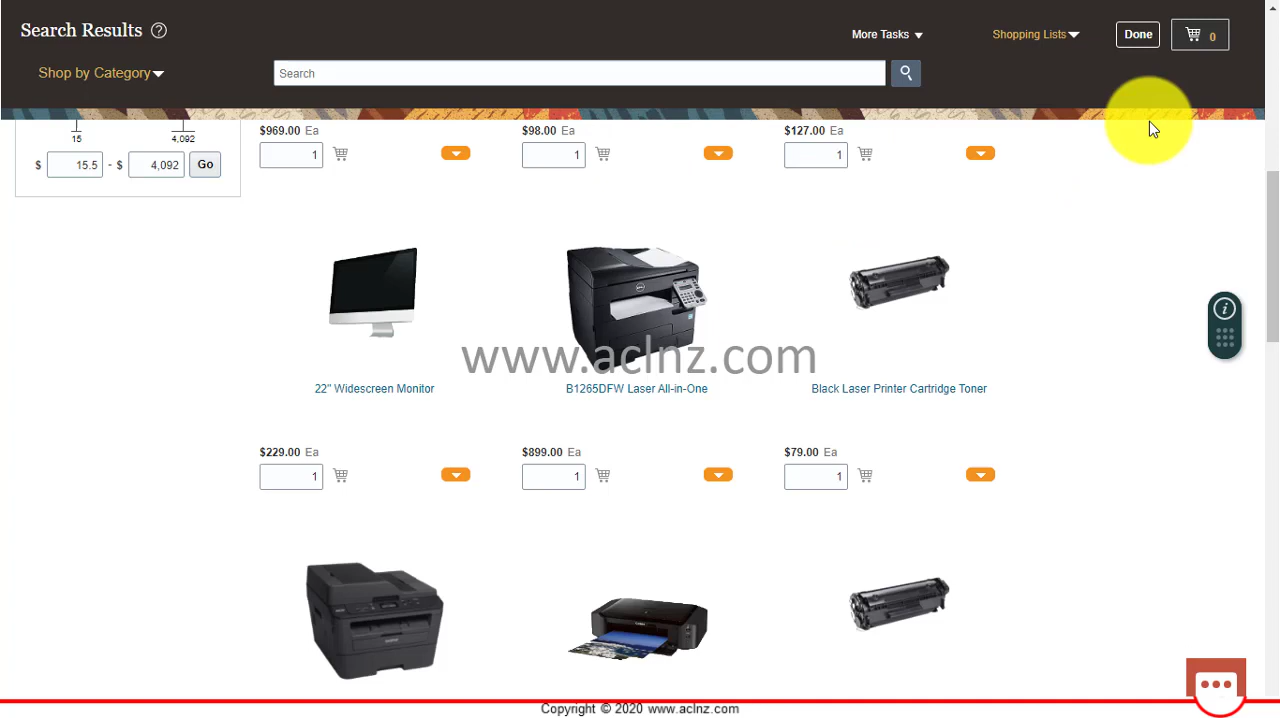 Search Results ?
More Tasks
Shopping Lists
Done
0
Shop by Category
Search
15
4,092
$ 15.5 - $ 4,092 Go
$969.00 Ea
$98.00 Ea
$127.00 Ea
1
1
1
www.aclnz.com
22" Widescreen Monitor
B1265DFW Laser All-in-One
Black Laser Printer Cartridge Toner
$229.00 Ea
$899.00 Ea
$79.00 Ea
1
1
1
Copyright © 2020 www.aclnz.com